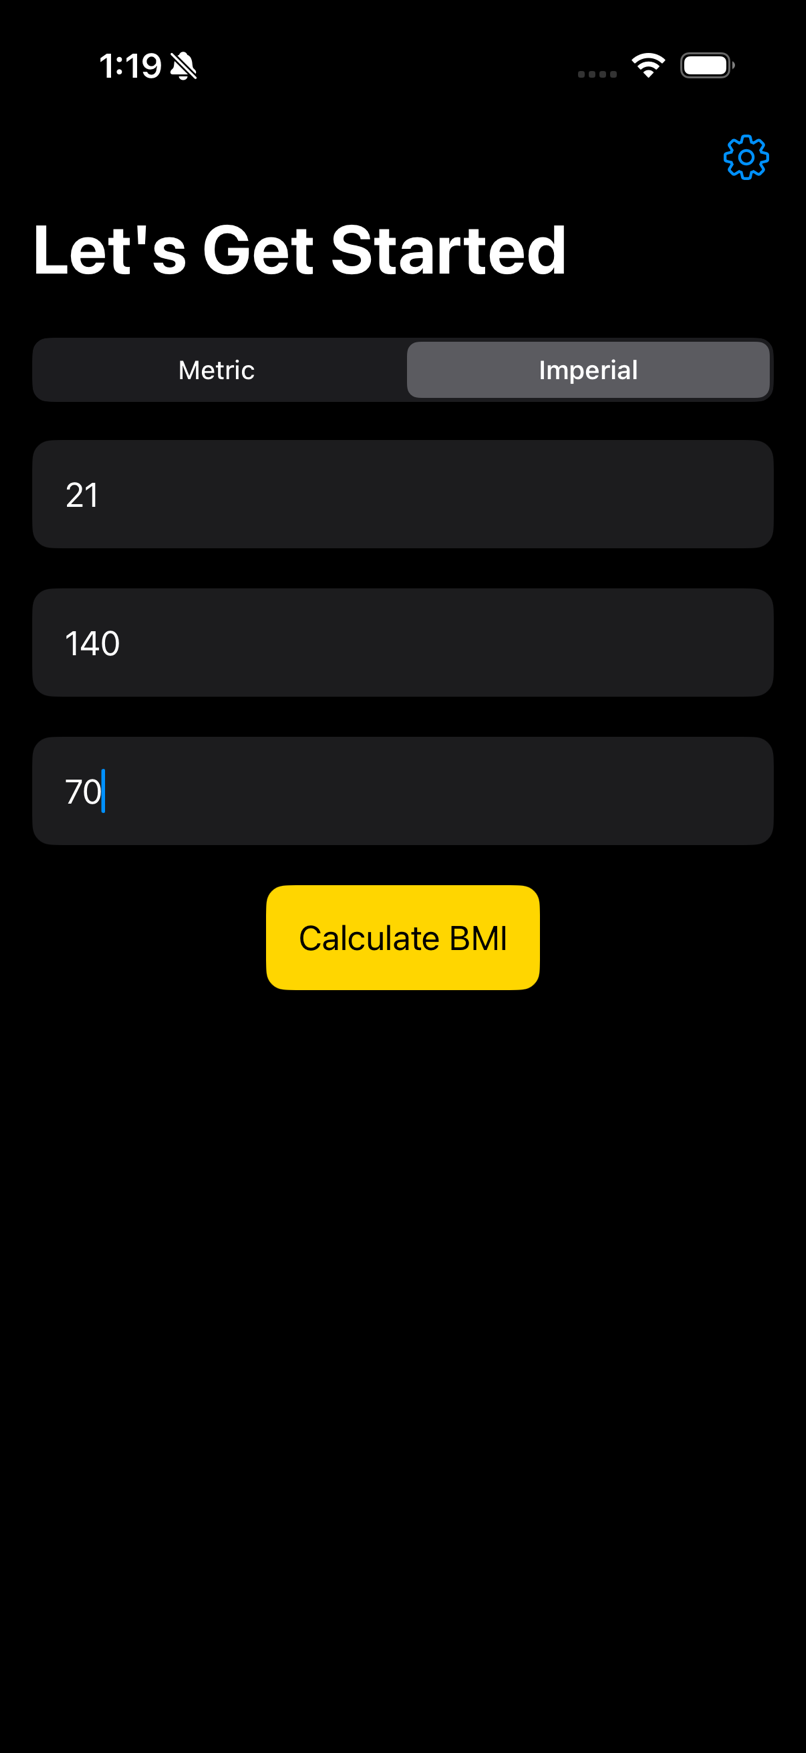 1:19
Let's Get Started
Metric Imperial
21
140
70
Calculate BMI